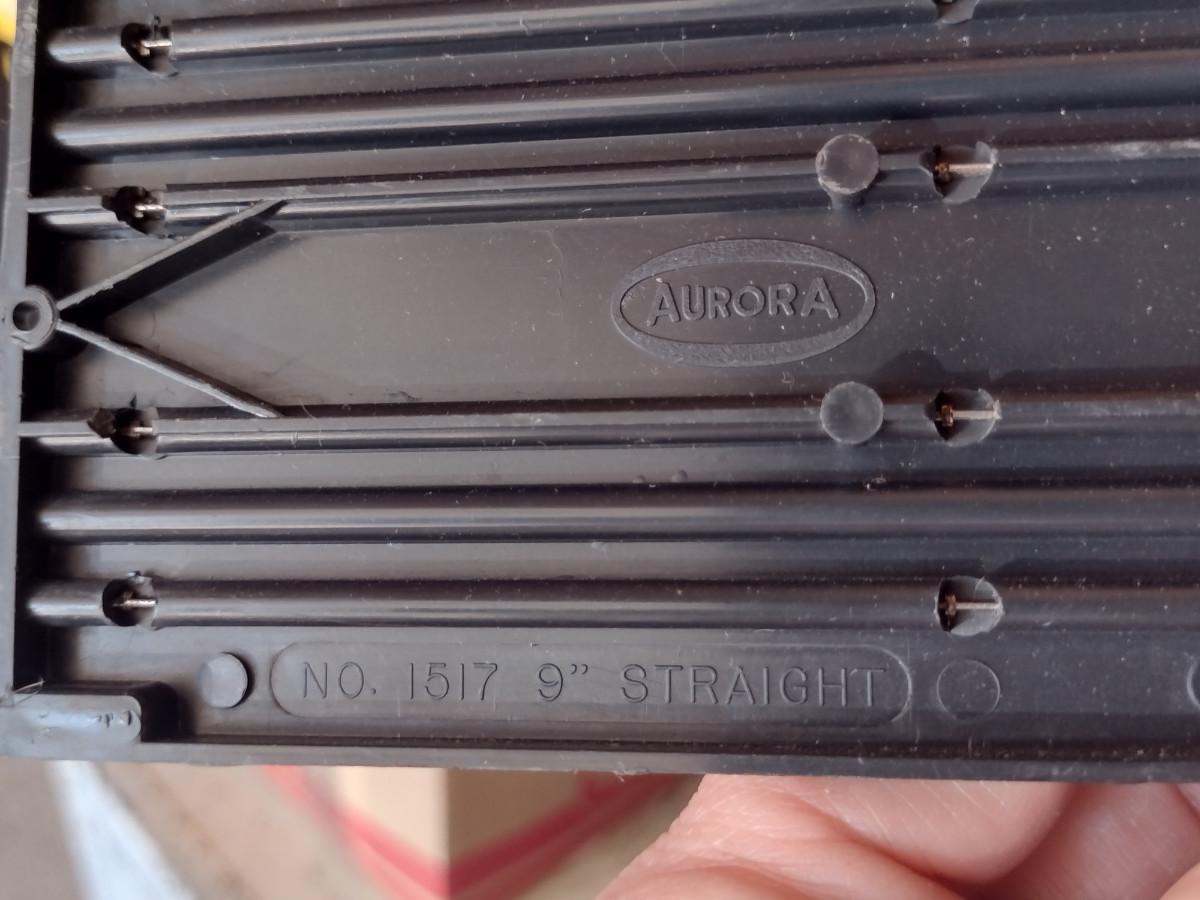 AURORA
NO. 1517 9” STRAIGHT